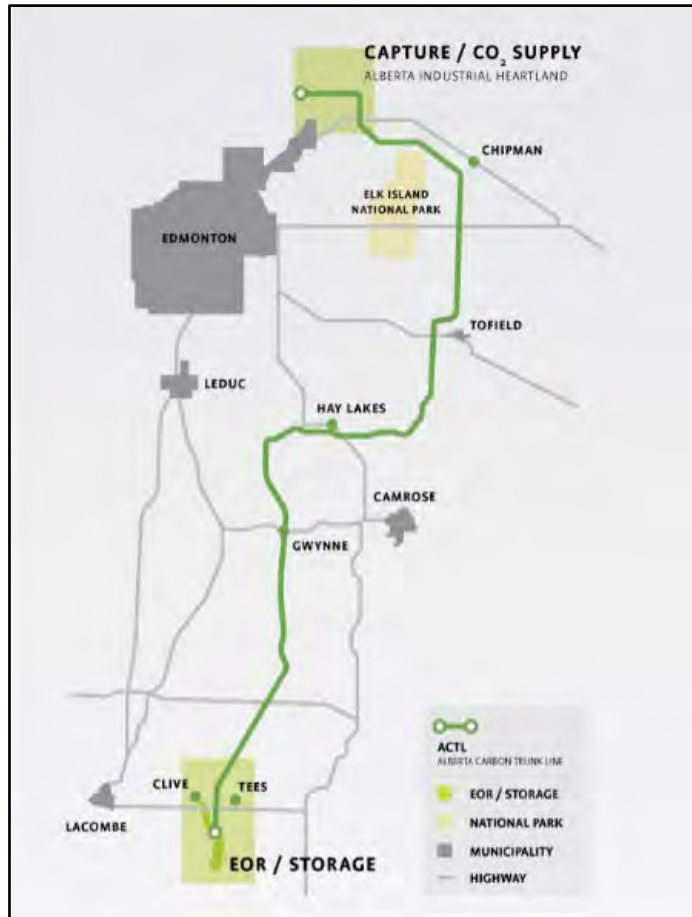 CAPTURE / CO₂ SUPPLY
ALBERTA INDUSTRIAL HEARTLAND
CHIPMAN
ELK ISLAND
NATIONAL PARK
EDMONTON
TOFIELD
LEDUC
HAY LAKES
CAMROSE
GWYNNE
CLIVE
TEES
LACOMBE
EOR / STORAGE
ACTL
ALBERTA CARBON TRUNK LINE
EOR / STORAGE
NATIONAL PARK
MUNICIPALITY
HIGHWAY